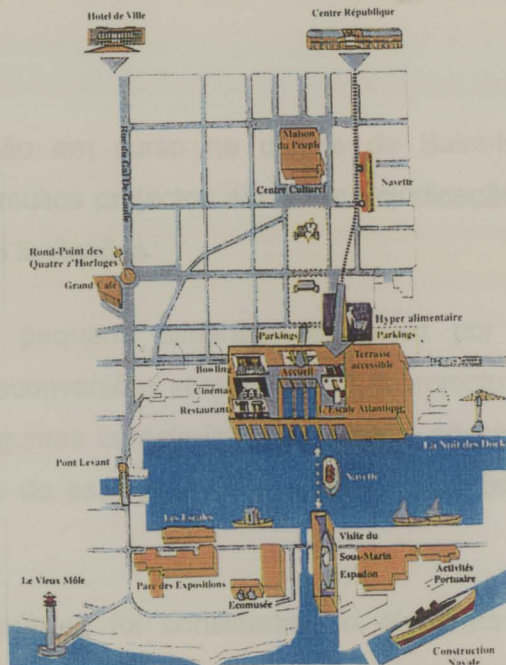 Hotel de Ville
Centre République
Maison
du Peuple
Centre Culturel
Navette
Rond-Point des
Quatre z'Horloges
Grand Café
Hyper alimentaire
Parkings
Parkings
Bowling
Accueil
Terrasse
accessible
Cinémas
Restaurants
L'Escale Atlantique
La Nuit des Docks
Pont Levant
Navette
Les Escales
Visite du
Sous-Marin
Espadon
Activités
Portuaire
Parc des Expositions
Le Vieux Môle
Ecomusée
Construction
Navale